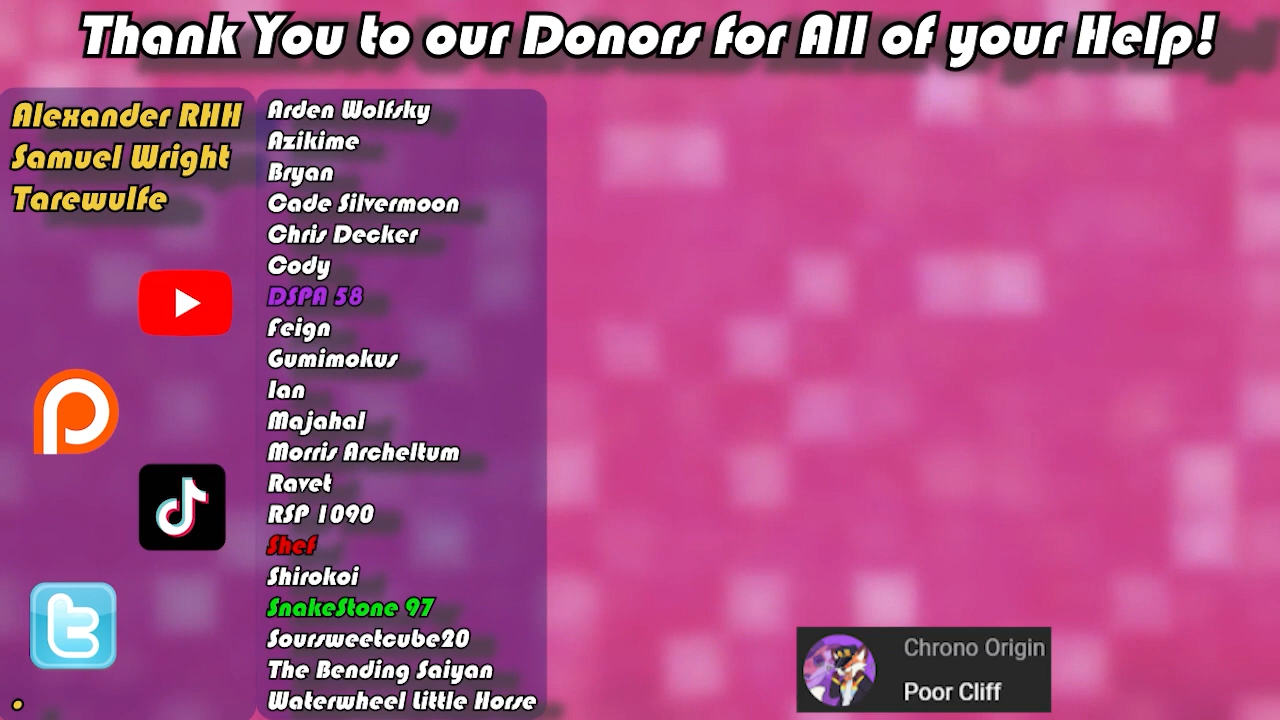 Thank You to our Donors for All of your Help!
Alexander RHH
Samuel Wright
Tarewulfe
Arden Wolfsky
Azikime
Bryan
Cade Silvermoon
Chris Decker
Cody
DSPA 58
Feign
Gumimokus
Ian
Majahal
Morris Archeltum
Ravet
RSP 1090
Shef
Shirokoi
SnakeStone 97
Soursweetcube20
The Bending Saiyan
Waterwheel Little Horse
Chrono Origin
Poor Cliff